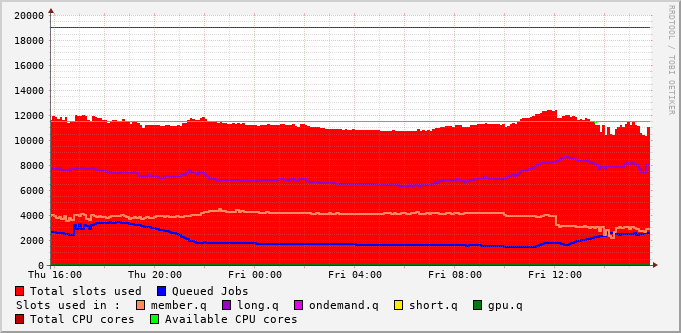 20000
18000
16000
14000
12000
10000
8000
6000
4000
2000
0
Thu 16:00 Thu 20:00 Fri 00:00 Fri 04:00 Fri 08:00 Fri 12:00
RRDTOOL / TOBI OETIKER
Total slots used Queued Jobs
Slots used in : member.q long.q ondemand.q short.q gpu.q
Total CPU cores Available CPU cores